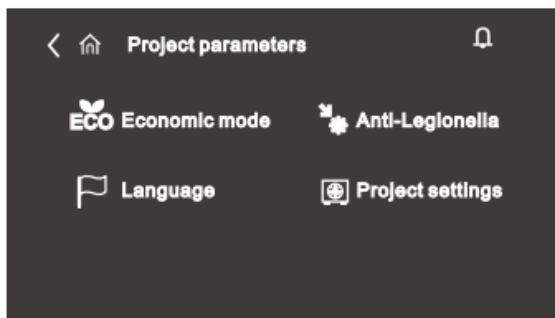 Project parameters
ECO Economic mode
Anti-Legionella
Language
Project settings